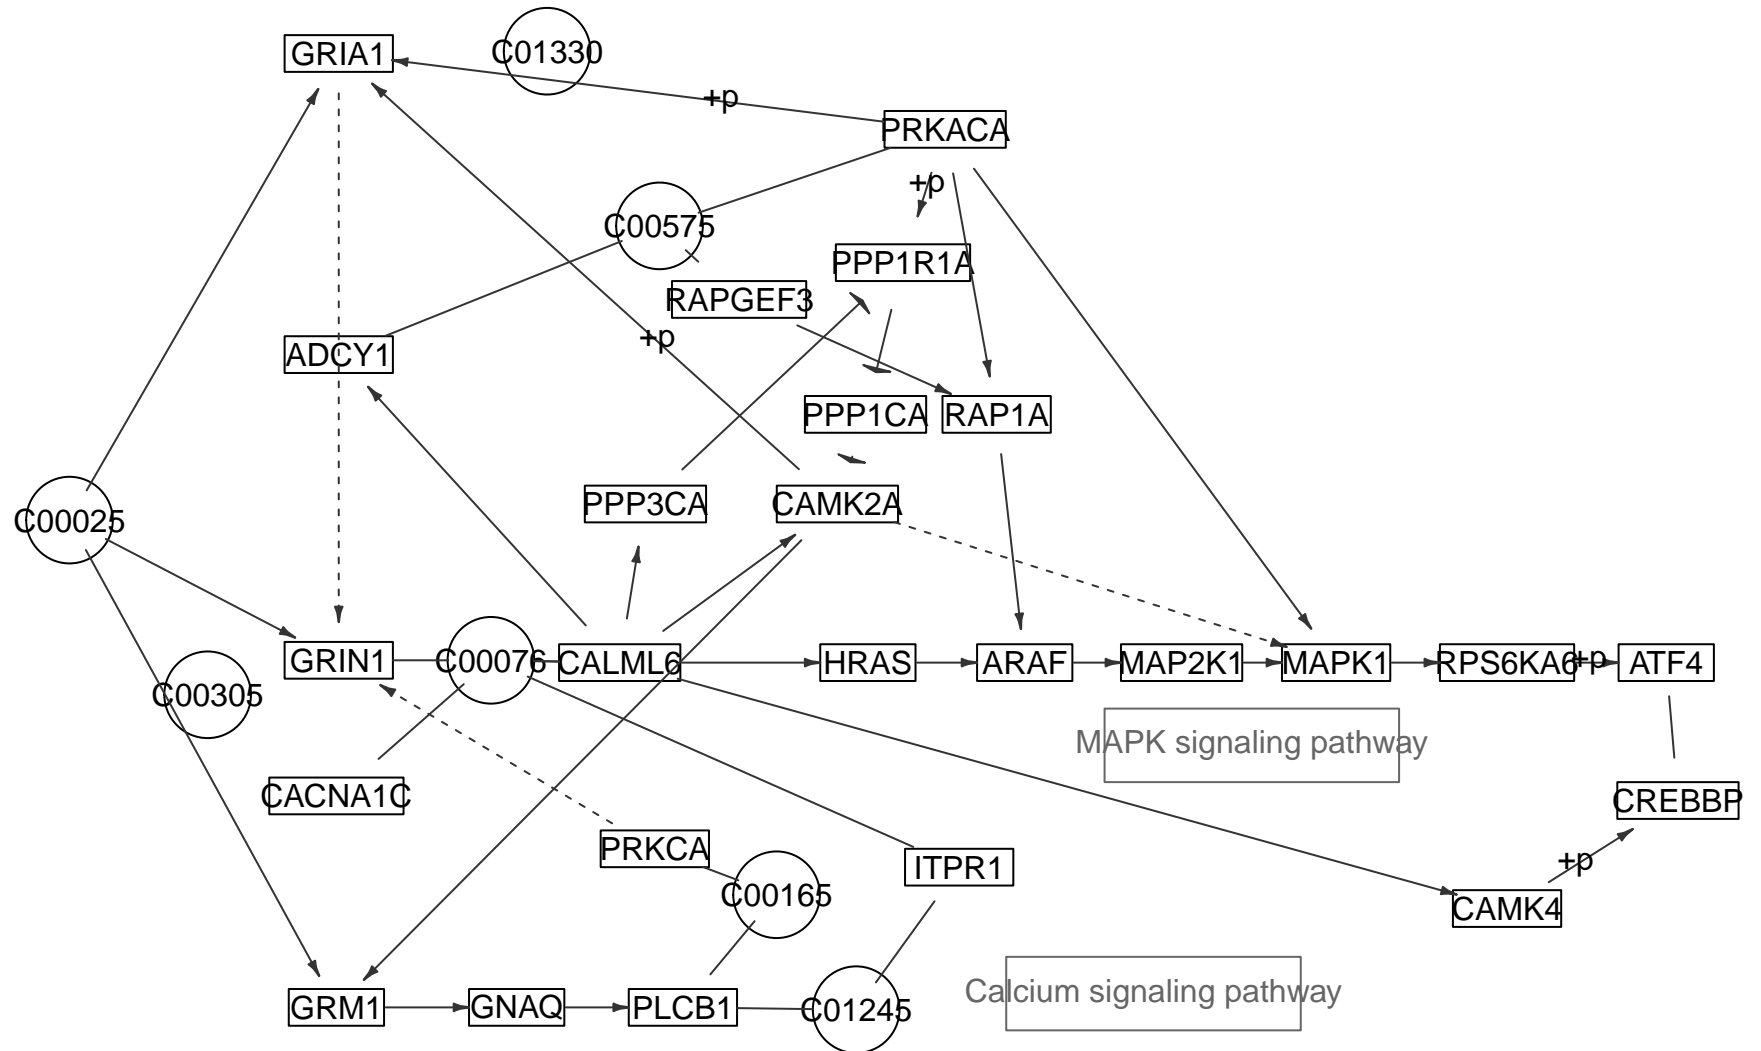 GRIA1
C01330
+p
PRKACA
+p
C00575
PPP1R1A
RAPGEF3
+p
ADCY1
PPP1CA
RAP1A
PPP3CA
CAMK2A
C00025
GRIN1
C00076
CALML6
HRAS
ARAF
MAP2K1
MAPK1
RPS6KA6
+p
ATF4
C00305
MAPK signaling pathway
CACNA1C
CREBBP
PRKCA
ITPR1
+p
C00165
CAMK4
Calcium signaling pathway
GRM1
GNAQ
PLCB1
C01245